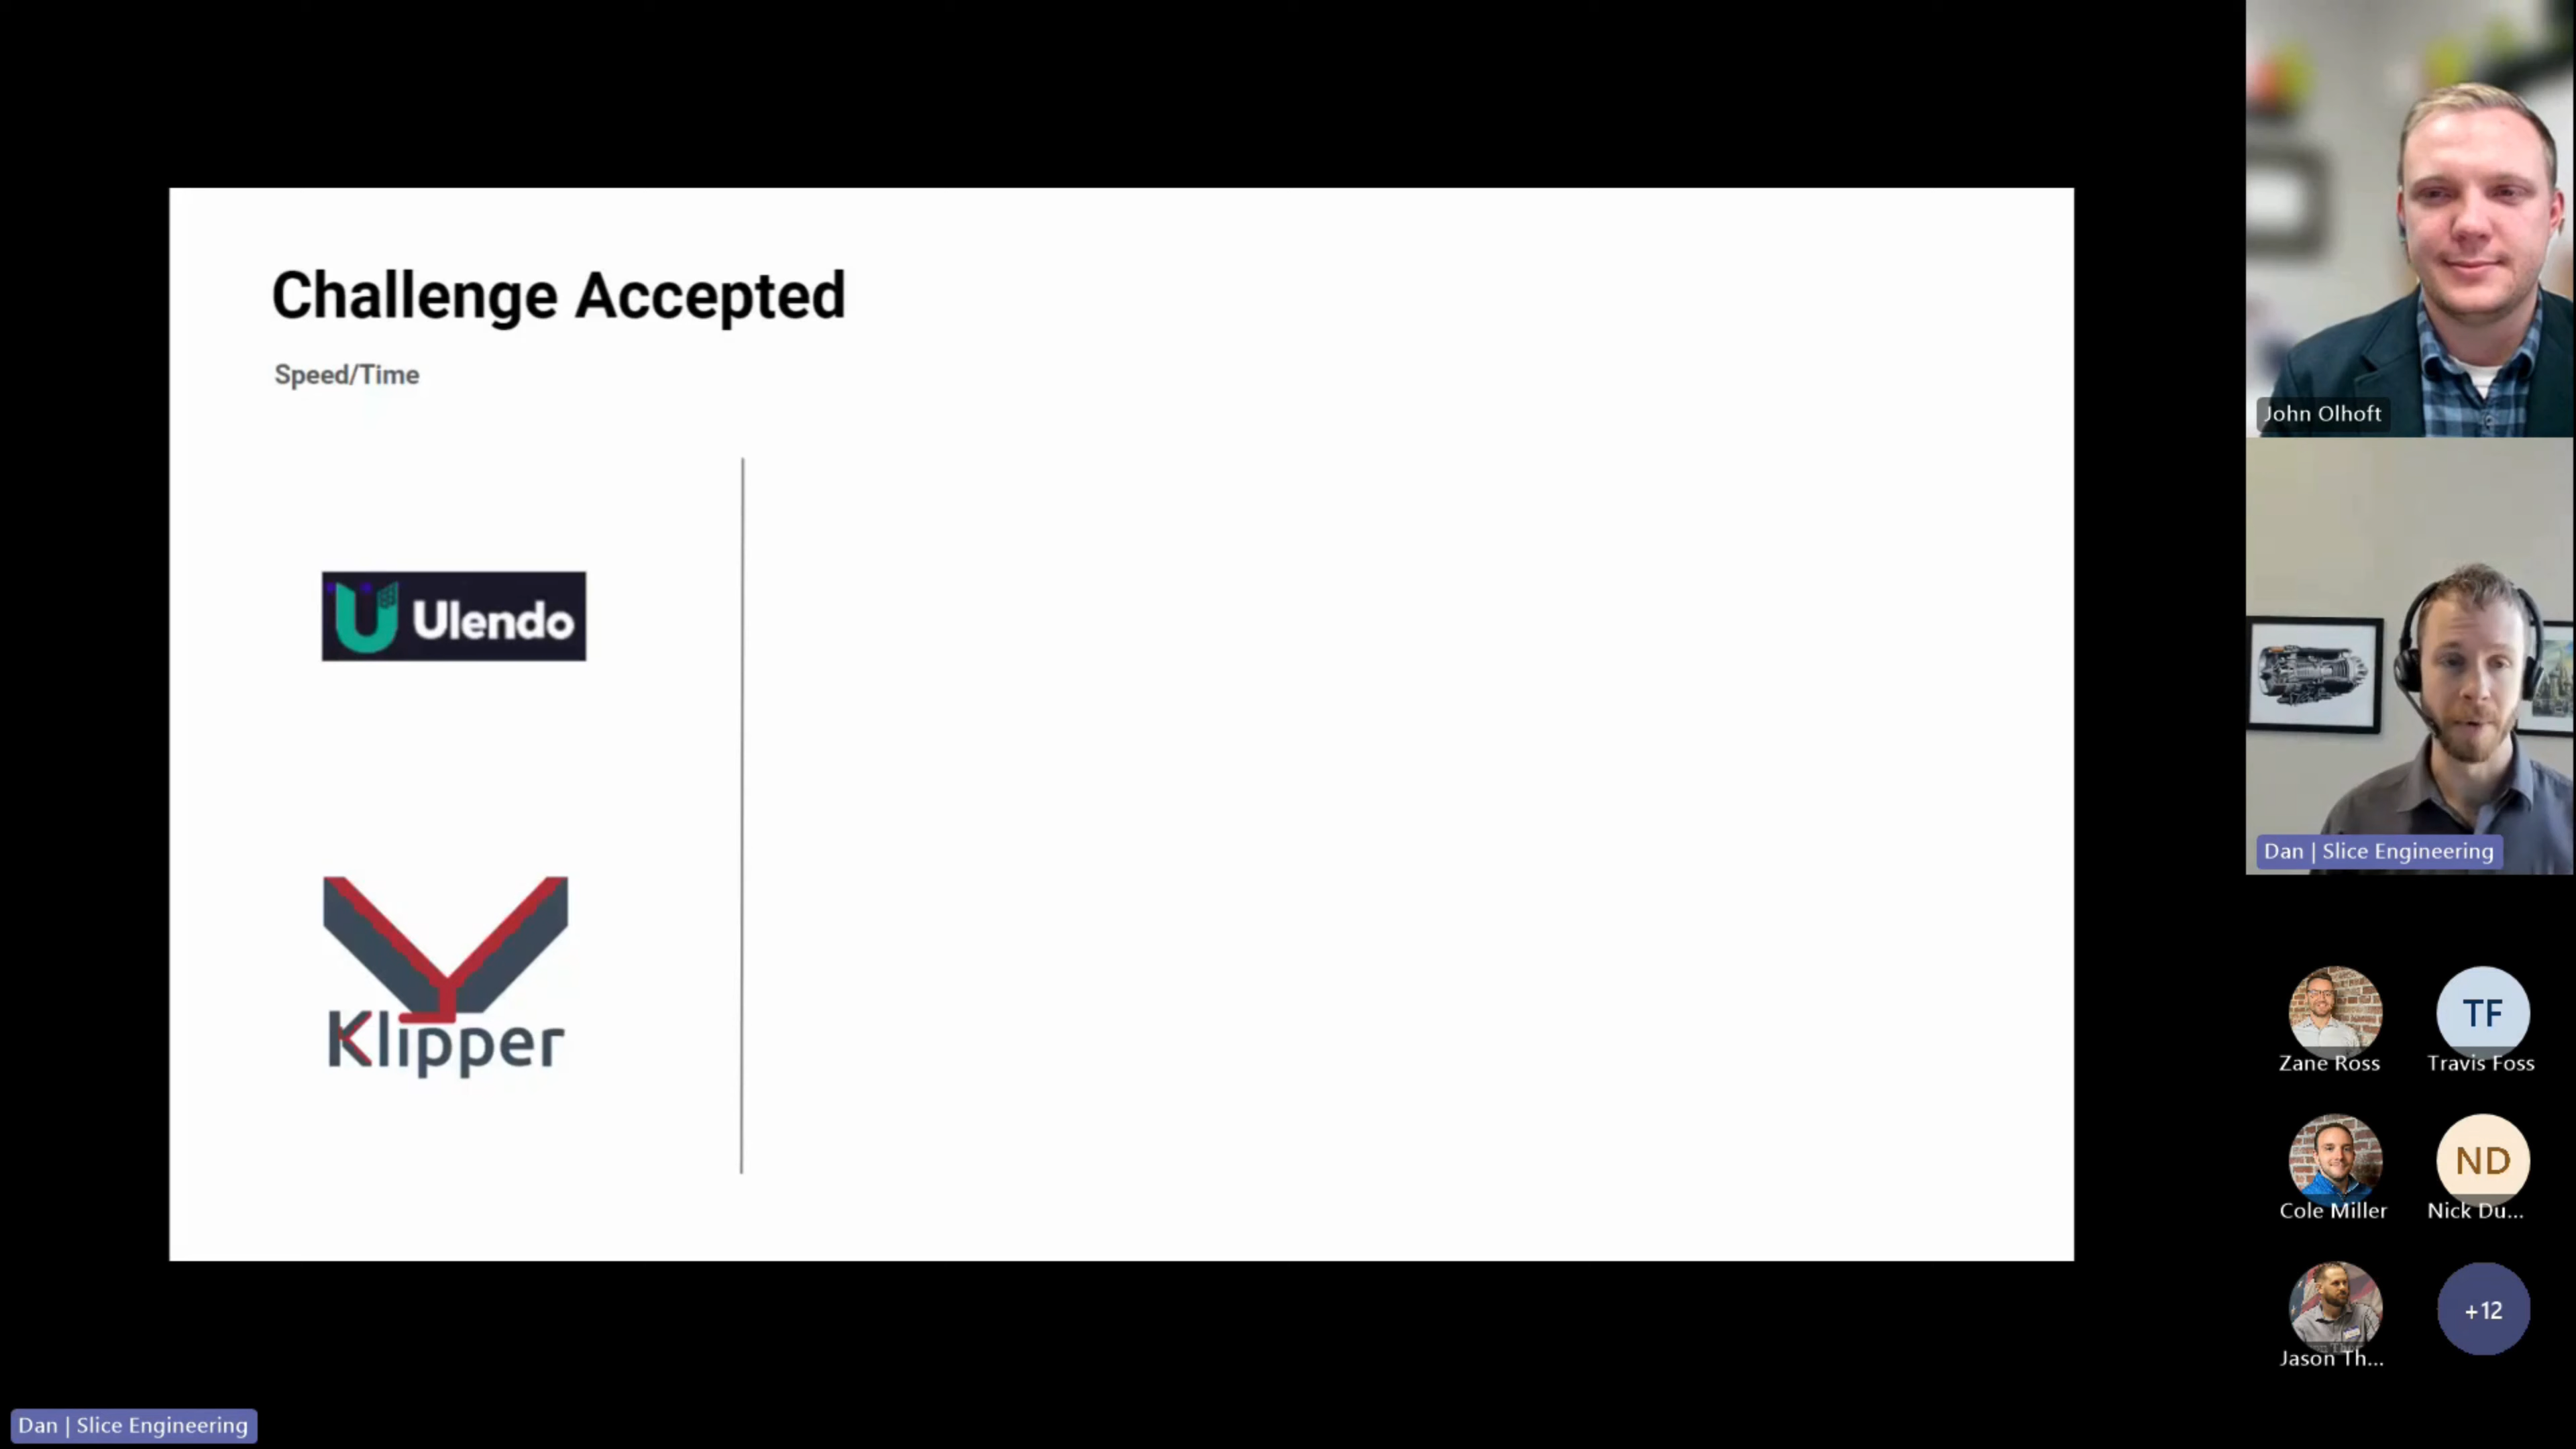 Challenge Accepted
Speed/Time
Ulendo
Klipper
John Olhoft
Dan | Slice Engineering
Zane Ross
TF
Travis Foss
Cole Miller
ND
Nick Du...
Jason Th...
+12
Dan | Slice Engineering